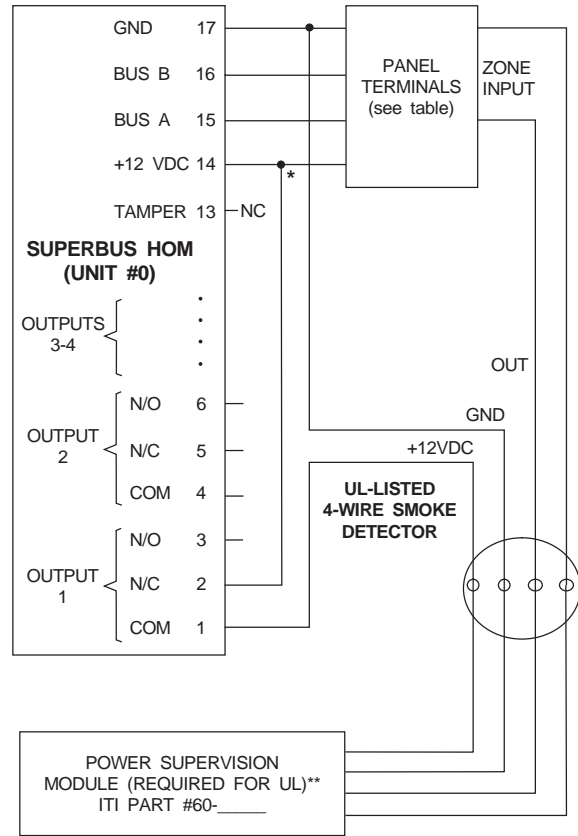 GND 17
BUS B 16
BUS A 15
+12 VDC 14
*
TAMPER 13 NC
PANEL
TERMINALS
(see table)
ZONE
INPUT
SUPERBUS HOM
(UNIT #0)
OUTPUTS
3-4
OUT
GND
+12VDC
N/O 6
OUTPUT
2
N/C 5
COM 4
UL-LISTED
4-WIRE SMOKE
DETECTOR
N/O 3
OUTPUT
1
N/C 2
COM 1
POWER SUPERVISION
MODULE (REQUIRED FOR UL)**
ITI PART #60-_____